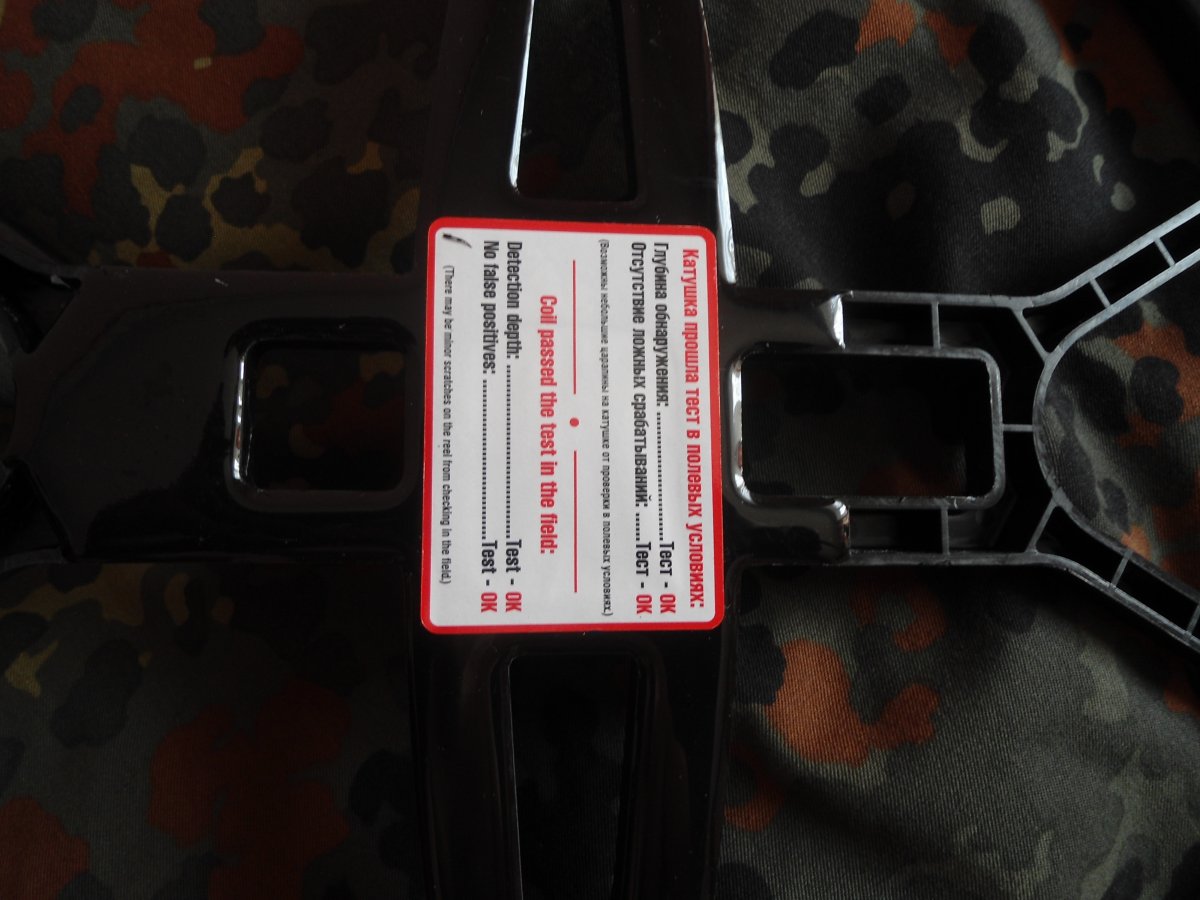 Катушка прошла тест в полевых условиях:
Глубина обнаружения: ........................Тест - OK
Отсутствие ложных срабатываний: ......Тест - OK
(Возможны небольшие царапины на катушке от проверки в полевых условиях.)
Coil passed the test in the field:
Detection depth: ........................................Test - OK
No false positives: .....................................Test - OK
(There may be minor scratches on the reel from checking in the field.)